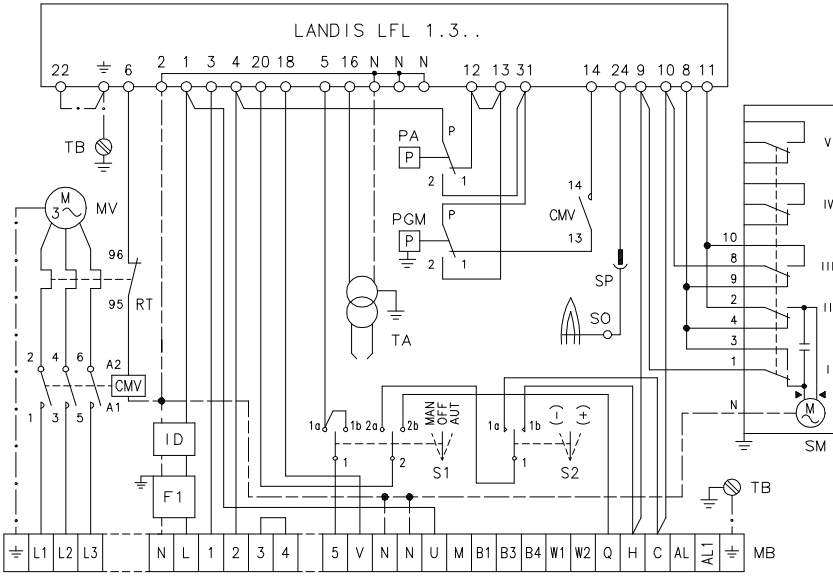 LANDIS LFL 1.3..
22 6 2 1 3 4 20 18 5 16 N N N 12 13 31 14 24 9 10 8 11
TB
PA P P
2 1
V
M
3
MV
14
CMV
13
PGM P P
2 1
IV
96
95 RT
10
8
9
III
SP
2
4
II
SO
TA
3
1
I
2 4 6 A2
CMV
1 3 5 A1
1a 1b 2a 2b
MAN
OFF
AUT
1a 1b
(-) (+)
N
M
SM
1 2 S1
1 S2
ID
F1
TB
L1 L2 L3 N L 1 2 3 4 5 V N N U M B1 B3 B4 W1 W2 Q H C AL AL1 MB